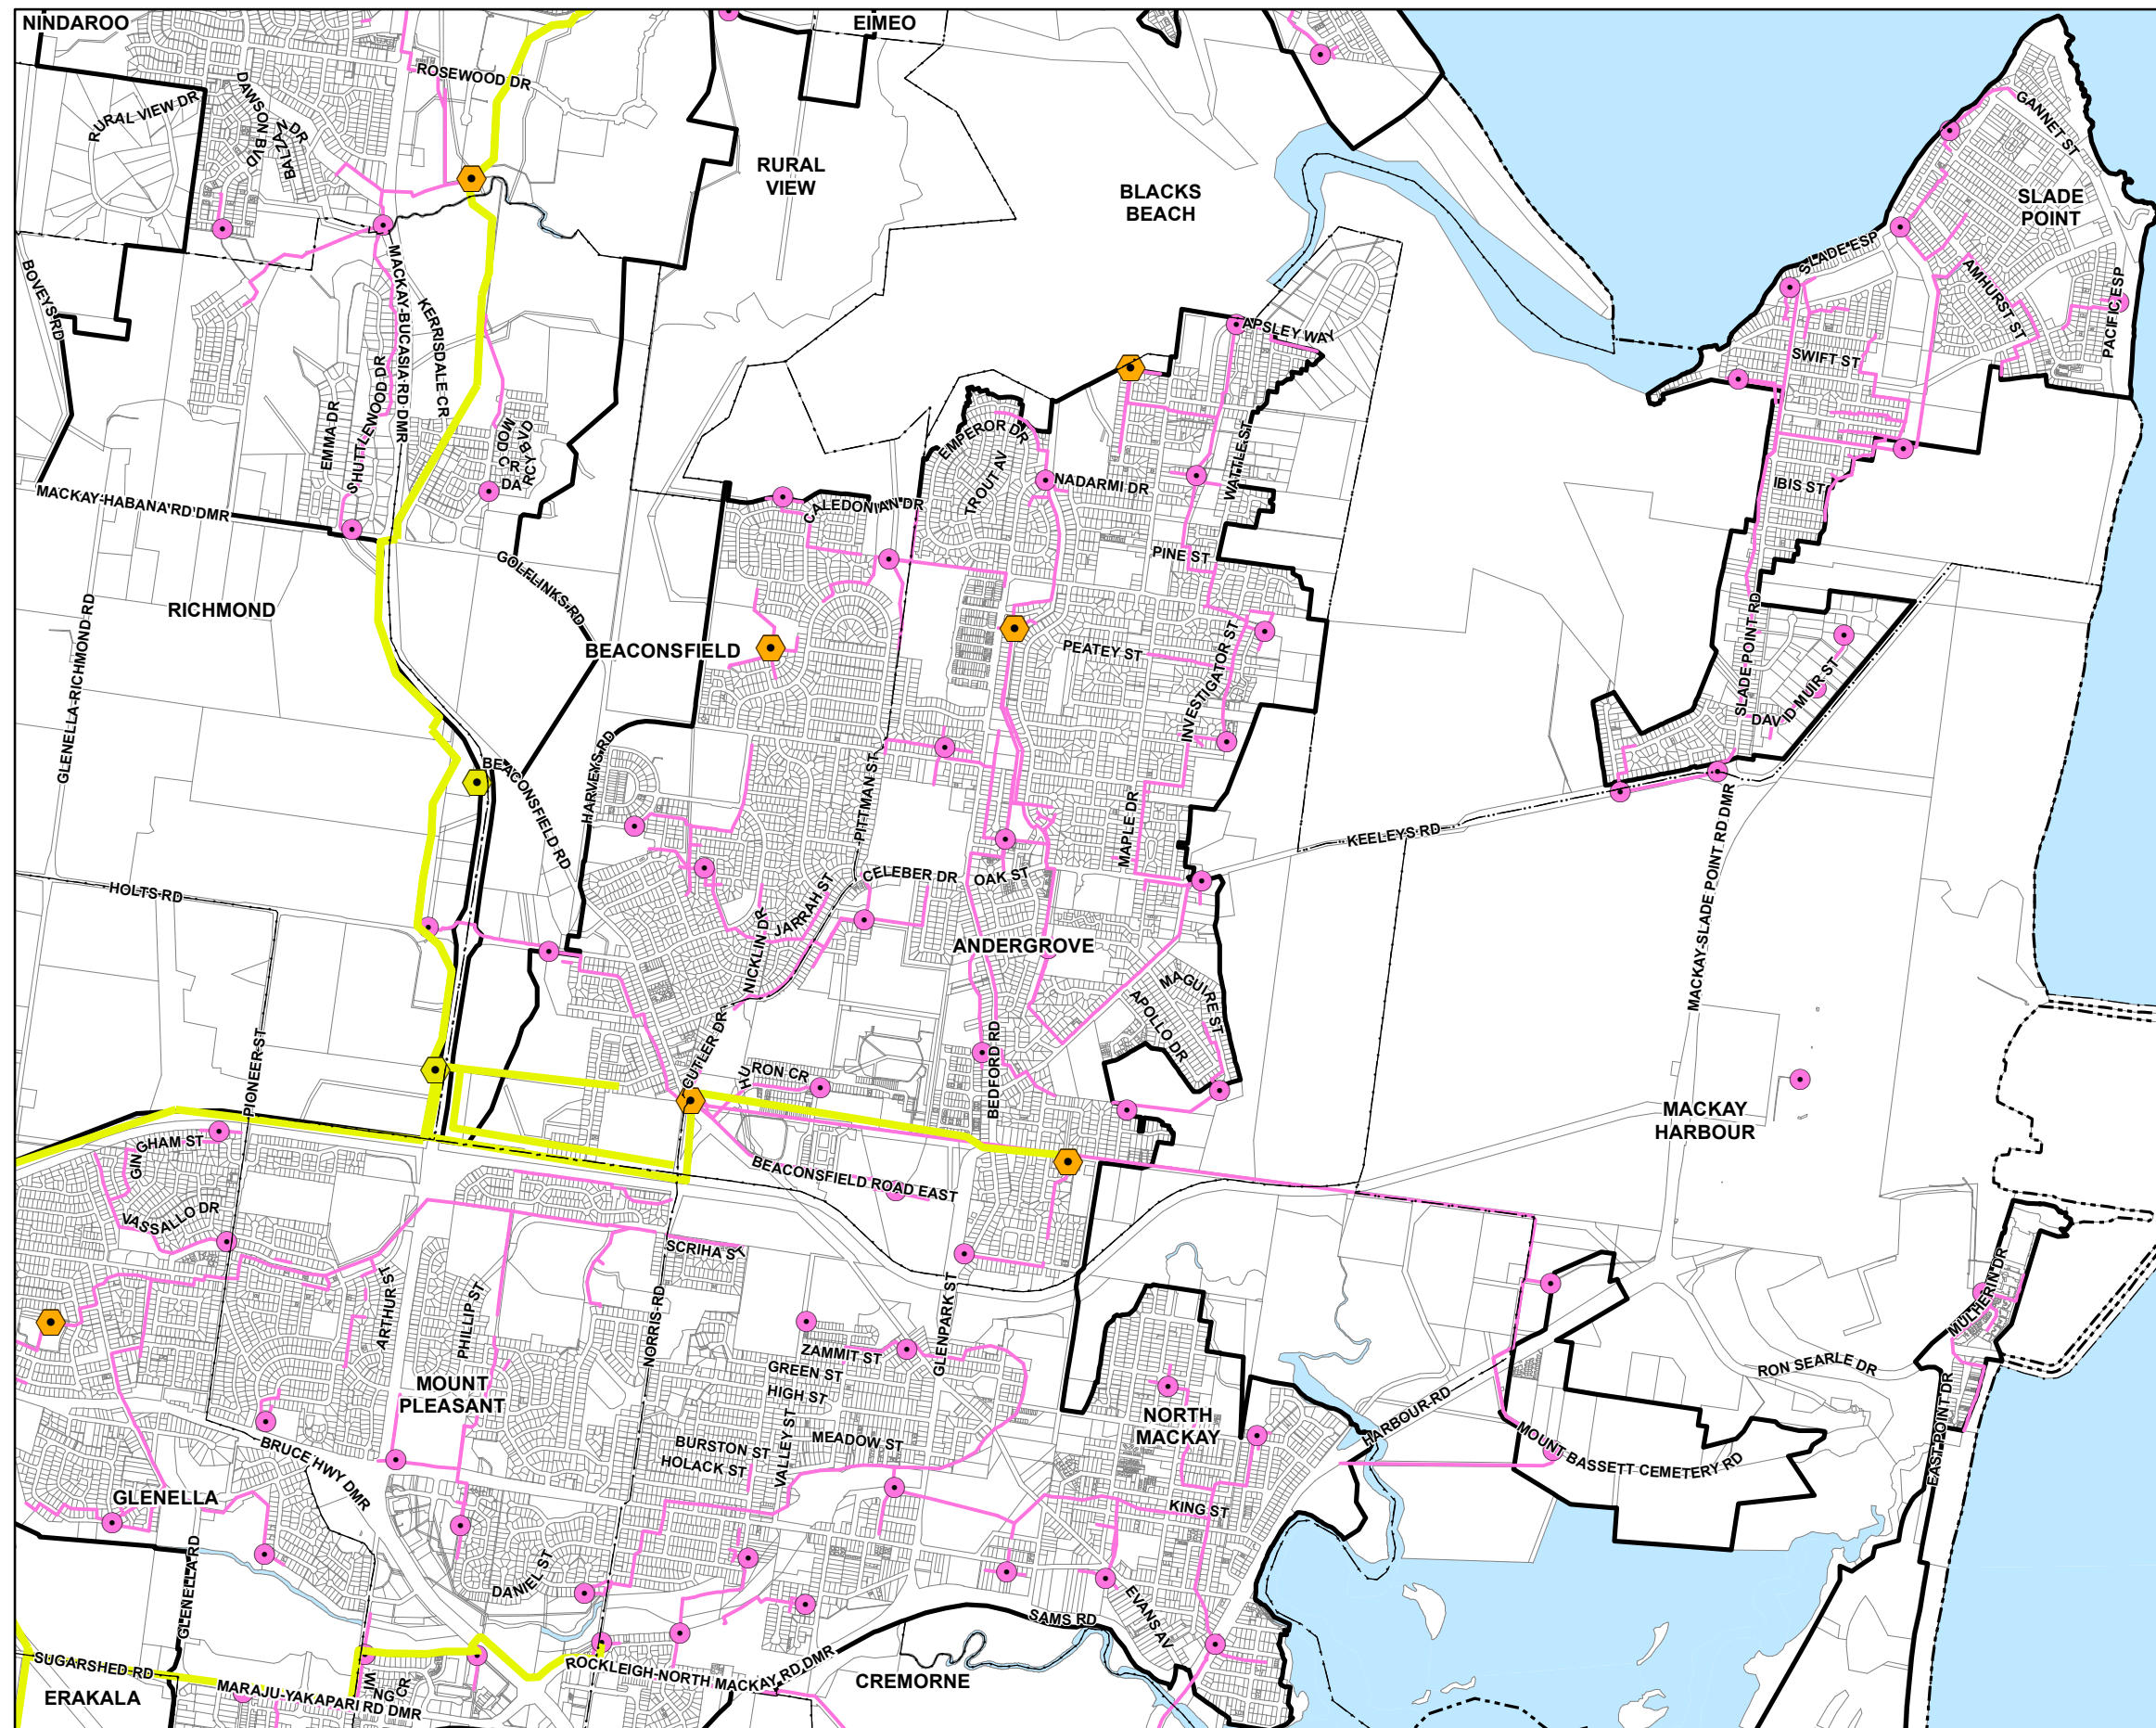 NINDAROO
EIMEO
ROSEWOOD DR
DAWSON BVD
RURAL VIEW DR
BALZAN DR
GANNET ST
RURAL
VIEW
BLACKS
BEACH
SLADE
POINT
SLADE ESP
BOVEYS RD
MACKAY-BUCASIA RD DMR
KERRISDALE CR
AMHURST ST
PACIFIC ESP
APSLEY WAY
SWIFT ST
SHUTTLEWOOD DR
EMMA DR
EMPEROR DR
TROUT AV
WATTLE ST
NADARMI DR
IBIS ST
MACKAY-HABANA RD DMR
CALEDONIAN DR
PINE ST
GOLFLINKS RD
RICHMOND
GLENELLA-RICHMOND RD
BEACONSFIELD
PEATEY ST
INVESTIGATOR ST
SLADE POINT RD
DAVID MUIR ST
HARVEYS RD
BEACONSFIELD RD
PITTMAN ST
MAPLE DR
KEELEYS RD
MACKAY-SLADE POINT RD DMR
HOLTS RD
CELEBER DR
OAK ST
JARRAH ST
NICKLIN DR
ANDERGROVE
MAGUIRE ST
APOLLO DR
PIONEER ST
CUTLER DR
RON CR
BEDFORD RD
MACKAY
HARBOUR
GINGHAM ST
BEACONSFIELD ROAD EAST
VASSALLO DR
SCRIHA ST
ARTHUR ST
PHILLIP ST
NORRIS RD
GLENPARK ST
MULHERIN DR
ZAMMIT ST
GREEN ST
HIGH ST
RON SEARLE DR
MOUNT
PLEASANT
VALLEY ST
MEADOW ST
NORTH
MACKAY
HARBOUR RD
EAST POINT DR
BURSTON ST
HOLACK ST
BRUCE HWY DMR
MOUNT BASSETT CEMETERY RD
GLENELLA
KING ST
GLENELLA RD
DANIEL ST
EVANS AV
SAMS RD
SUGARSHED RD
ROCKLEIGH-NORTH MACKAY RD DMR
CREMORNE
ERAKALA
MARAJU-YAKAPARI RD DMR